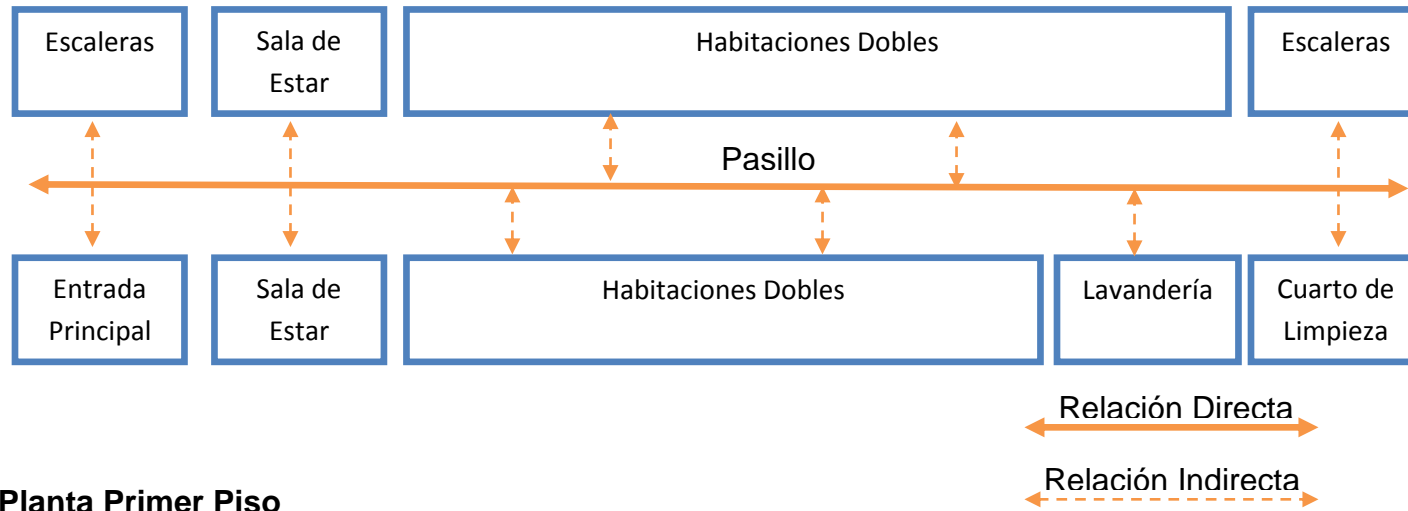 Escaleras
Sala de
Estar
Habitaciones Dobles
Escaleras
Pasillo
Entrada
Principal
Sala de
Estar
Habitaciones Dobles
Lavandería
Cuarto de
Limpieza
Relación Directa
Relación Indirecta
Planta Primer Piso